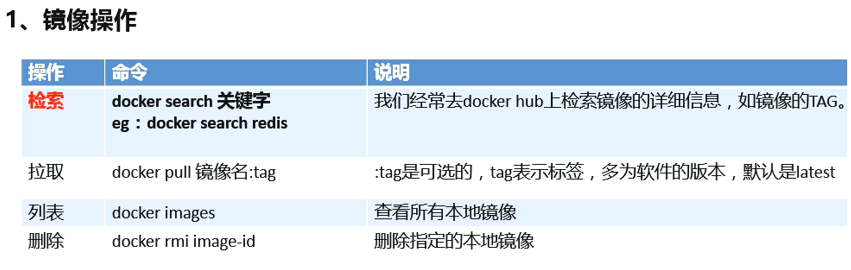 1、镜像操作
操作 命令 说明
检索 docker search 关键字 我们经常去docker hub上检索镜像的详细信息，如镜像的TAG。
eg：docker search redis
拉取 docker pull 镜像名:tag :tag是可选的，tag表示标签，多为软件的版本，默认是latest
列表 docker images 查看所有本地镜像
删除 docker rmi image-id 删除指定的本地镜像